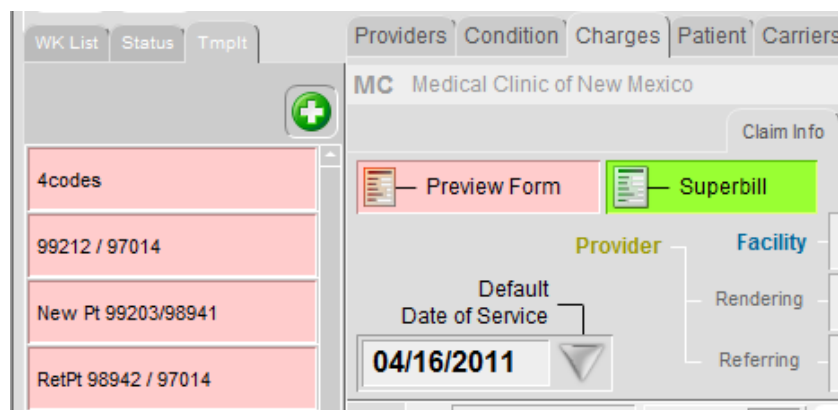 WK List Status Tmplt
Providers Condition Charges Patient Carriers
MC Medical Clinic of New Mexico
Claim Info
4codes
Preview Form
Superbill
99212 / 97014
Provider
Facility
New Pt 99203/98941
Default
Date of Service
Rendering
04/16/2011
Referring
RetPt 98942 / 97014